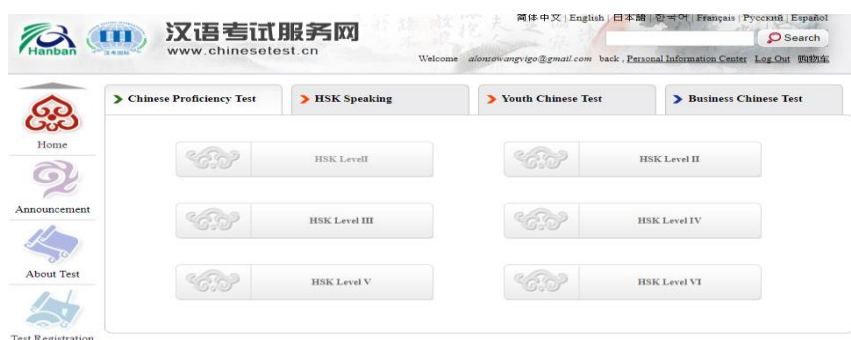 简体中文 | English | 日本語 | 한국어 | Français | Русский | Español
Hanban
汉语考试服务网
www.chinesetest.cn
Search
Welcome alonsowangvigo@gmail.com back , Personal Information Center Log Out 购物车
Chinese Proficiency Test
HSK Speaking
Youth Chinese Test
Business Chinese Test
Home
Announcement
About Test
Test Registration
HSK LevelI
HSK Level II
HSK Level III
HSK Level IV
HSK Level V
HSK Level VI